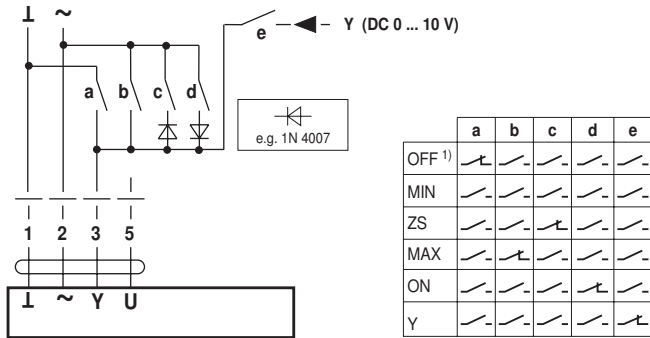 ⊥ ~
e Y (DC 0 ... 10 V)
a b c d
e.g. 1N 4007
1 2 3 5
⊥ ~ Y U
a b c d e
OFF 1)
MIN
ZS
MAX
ON
Y